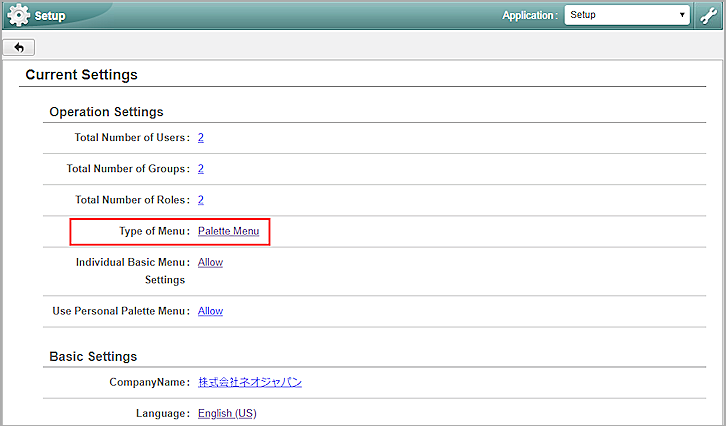 Setup
Application : Setup
Current Settings
Operation Settings
Total Number of Users : 2
Total Number of Groups : 2
Total Number of Roles : 2
Type of Menu : Palette Menu
Individual Basic Menu : Allow
Settings
Use Personal Palette Menu : Allow
Basic Settings
CompanyName : 株式会社ネオジャパン
Language : English (US)